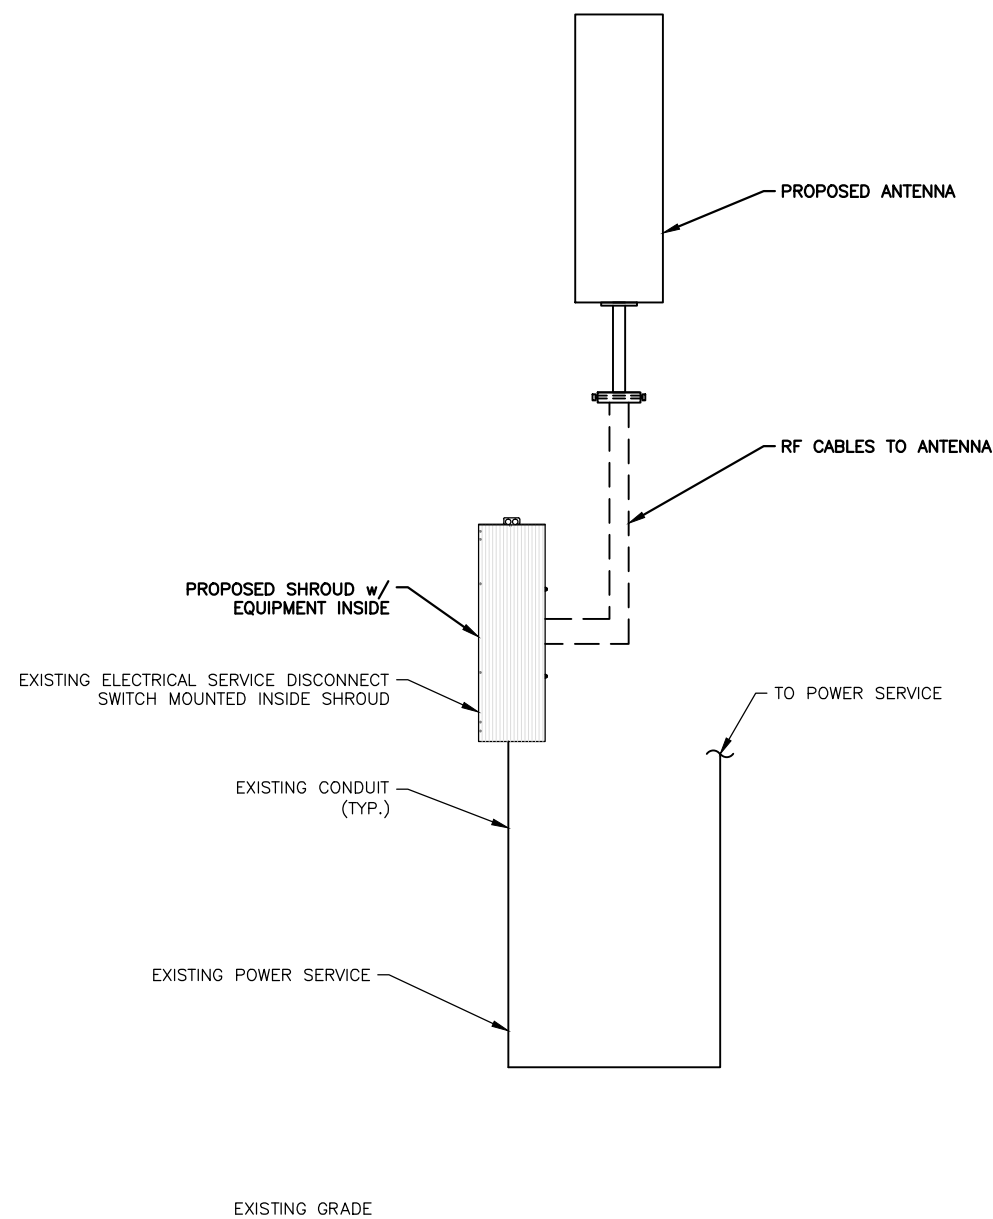 PROPOSED ANTENNA
RF CABLES TO ANTENNA
PROPOSED SHROUD w/
EQUIPMENT INSIDE
EXISTING ELECTRICAL SERVICE DISCONNECT
SWITCH MOUNTED INSIDE SHROUD
TO POWER SERVICE
EXISTING CONDUIT
(TYP.)
EXISTING POWER SERVICE
EXISTING GRADE